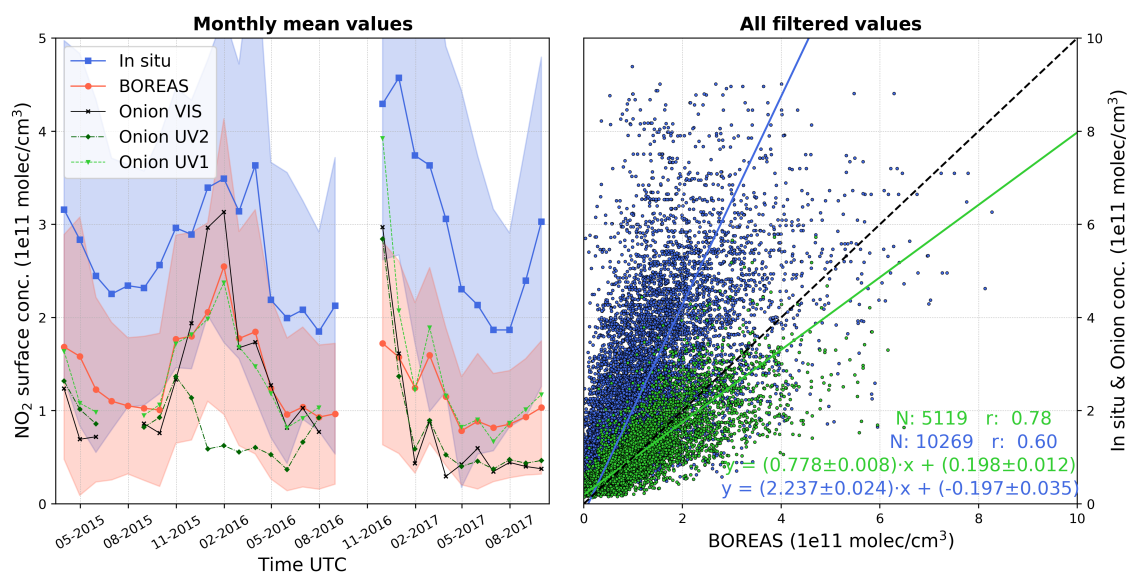 Monthly mean values
All filtered values
In situ
BOREAS
Onion VIS
Onion UV2
Onion UV1
NO₂ surface conc. (1e11 molec/cm³)
5
4
3
2
1
0
05-2015
08-2015
11-2015
02-2016
05-2016
08-2016
11-2016
02-2017
05-2017
08-2017
Time UTC
N: 5119 r: 0.78
N: 10269 r: 0.60
y = (0.778±0.008)·x + (0.198±0.012)
y = (2.237±0.024)·x + (-0.197±0.035)
0
2
4
6
8
10
BOREAS (1e11 molec/cm³)
10
8
6
4
2
0
In situ & Onion conc. (1e11 molec/cm³)